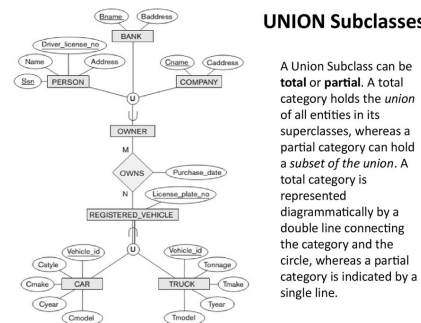 UNION Subclasses
Bname
Baddress
BANK
Driver_license_no
Name
Address
Cname
Caddress
Ssn
PERSON
COMPANY
U
OWNER
M
OWNS
Purchase_date
N
License_plate_no
REGISTERED_VEHICLE
U
Vehicle_id
Vehicle_id
Cstyle
Tonnage
Cmake
CAR
TRUCK
Tmake
Cyear
Tyear
Cmodel
Tmodel
A Union Subclass can be
total or partial. A total
category holds the union
of all entities in its
superclasses, whereas a
partial category can hold
a subset of the union. A
total category is
represented
diagrammatically by a
double line connecting
the category and the
circle, whereas a partial
category is indicated by a
single line.